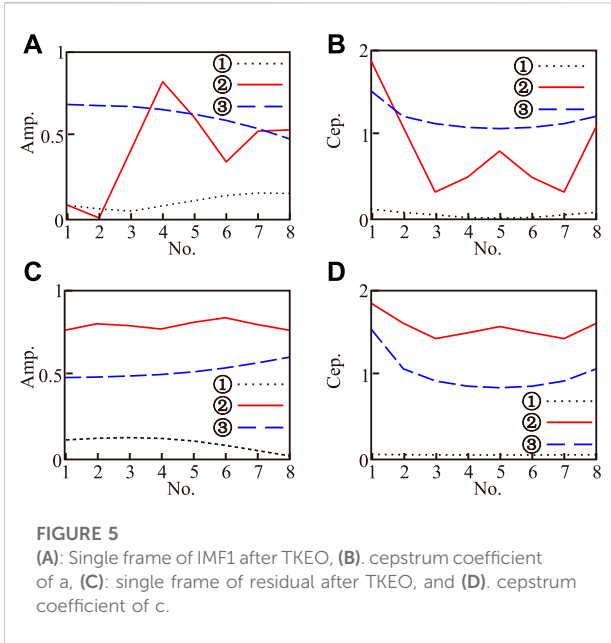 A
1
Amp.
0.5
0
①
②
③
1 2 3 4 5 6 7 8
No.
B
2
Cep.
1
0
①
②
③
1 2 3 4 5 6 7 8
No.
C
1
Amp.
0.5
0
①
②
③
1 2 3 4 5 6 7 8
No.
D
2
Cep.
1
0
①
②
③
1 2 3 4 5 6 7 8
No.
FIGURE 5
(A): Single frame of IMF1 after TKEO, (B). cepstrum coefficient
of a, (C): single frame of residual after TKEO, and (D). cepstrum
coefficient of c.